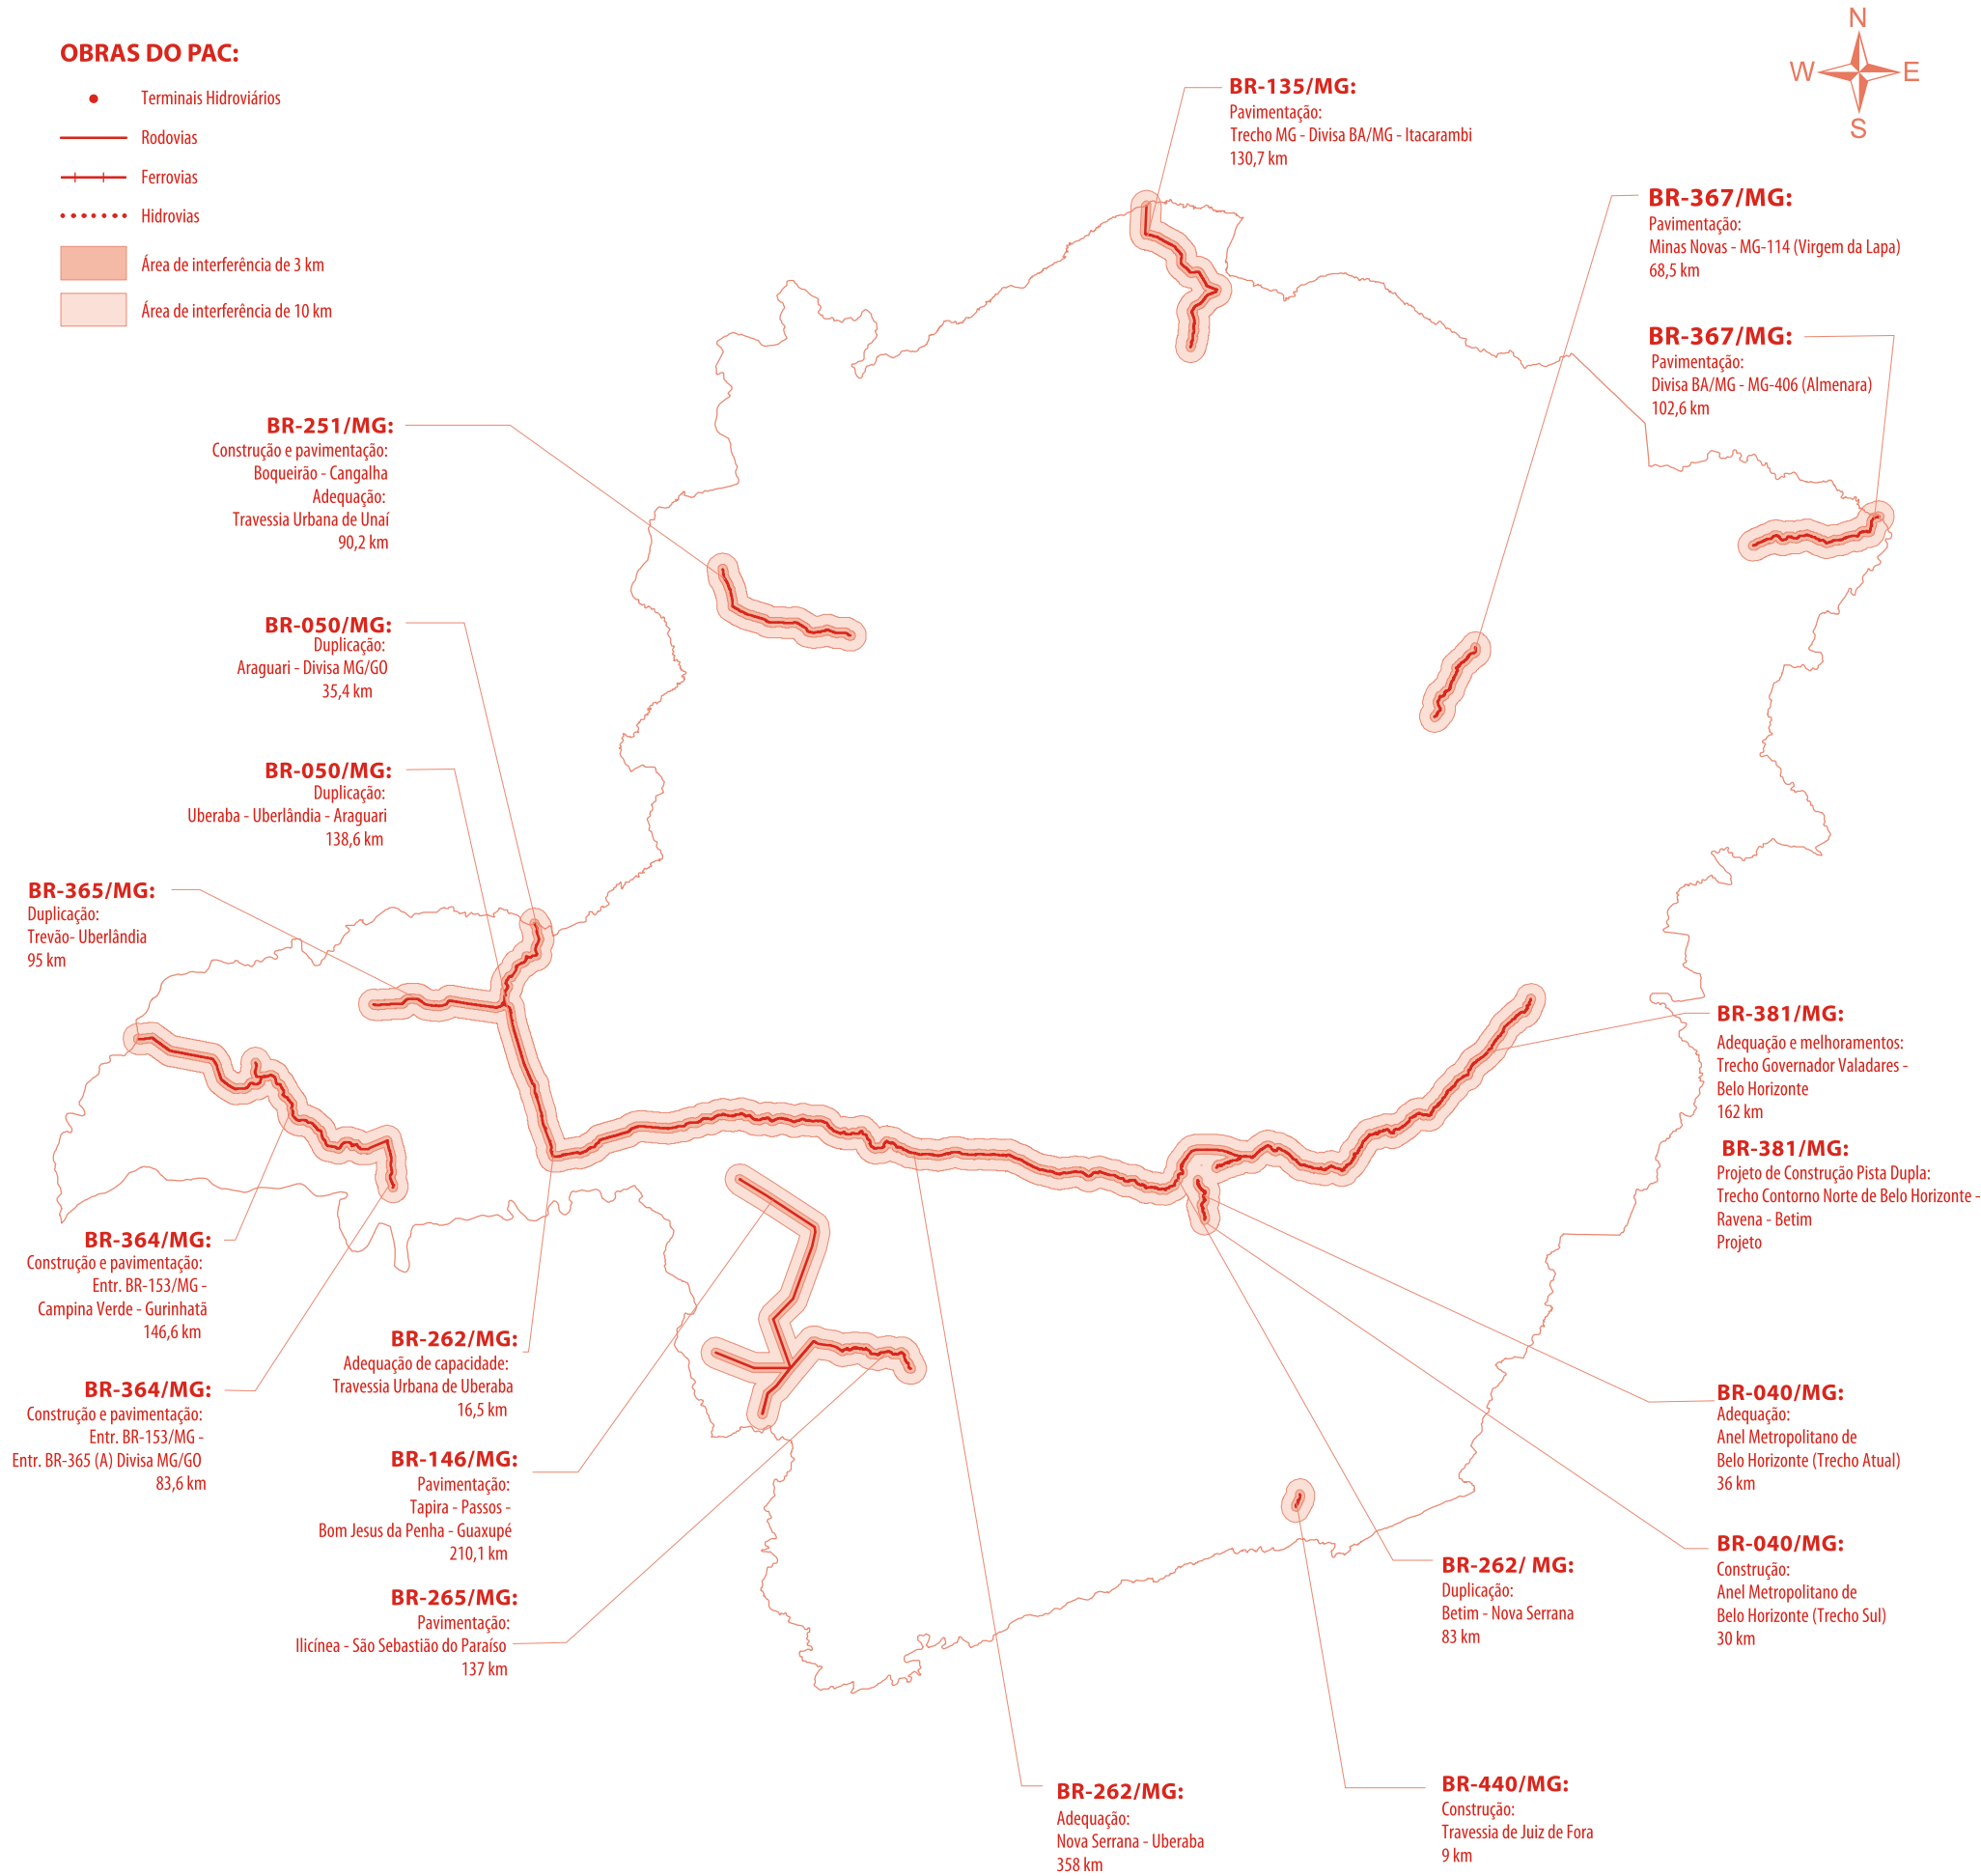 OBRAS DO PAC:
Terminais Hidroviários
Rodovias
Ferrovias
Hidrovias
Área de interferência de 3 km
Área de interferência de 10 km
N
W
E
S
BR-135/MG:
Pavimentação:
Trecho MG - Divisa BA/MG - Itacarambi
130,7 km
BR-367/MG:
Pavimentação:
Minas Novas - MG-114 (Virgem da Lapa)
68,5 km
BR-367/MG:
Pavimentação:
Divisa BA/MG - MG-406 (Almenara)
102,6 km
BR-251/MG:
Construção e pavimentação:
Boqueirão - Cangalha
Adequação:
Travessia Urbana de Unaí
90,2 km
BR-050/MG:
Duplicação:
Araguari - Divisa MG/GO
35,4 km
BR-050/MG:
Duplicação:
Uberaba - Uberlândia - Araguari
138,6 km
BR-365/MG:
Duplicação:
Trevão- Uberlândia
95 km
BR-381/MG:
Adequação e melhoramentos:
Trecho Governador Valadares -
Belo Horizonte
162 km
BR-381/MG:
Projeto de Construção Pista Dupla:
Trecho Contorno Norte de Belo Horizonte -
Ravena - Betim
Projeto
BR-364/MG:
Construção e pavimentação:
Entr. BR-153/MG -
Campina Verde - Gurinhatã
146,6 km
BR-364/MG:
Construção e pavimentação:
Entr. BR-153/MG -
Entr. BR-365 (A) Divisa MG/GO
83,6 km
BR-262/MG:
Adequação de capacidade:
Travessia Urbana de Uberaba
16,5 km
BR-146/MG:
Pavimentação:
Tapira - Passos -
Bom Jesus da Penha - Guaxupé
210,1 km
BR-265/MG:
Pavimentação:
Ilicínea - São Sebastião do Paraíso
137 km
BR-040/MG:
Adequação:
Anel Metropolitano de
Belo Horizonte (Trecho Atual)
36 km
BR-040/MG:
Construção:
Anel Metropolitano de
Belo Horizonte (Trecho Sul)
30 km
BR-262/ MG:
Duplicação:
Betim - Nova Serrana
83 km
BR-262/MG:
Adequação:
Nova Serrana - Uberaba
358 km
BR-440/MG:
Construção:
Travessia de Juiz de Fora
9 km